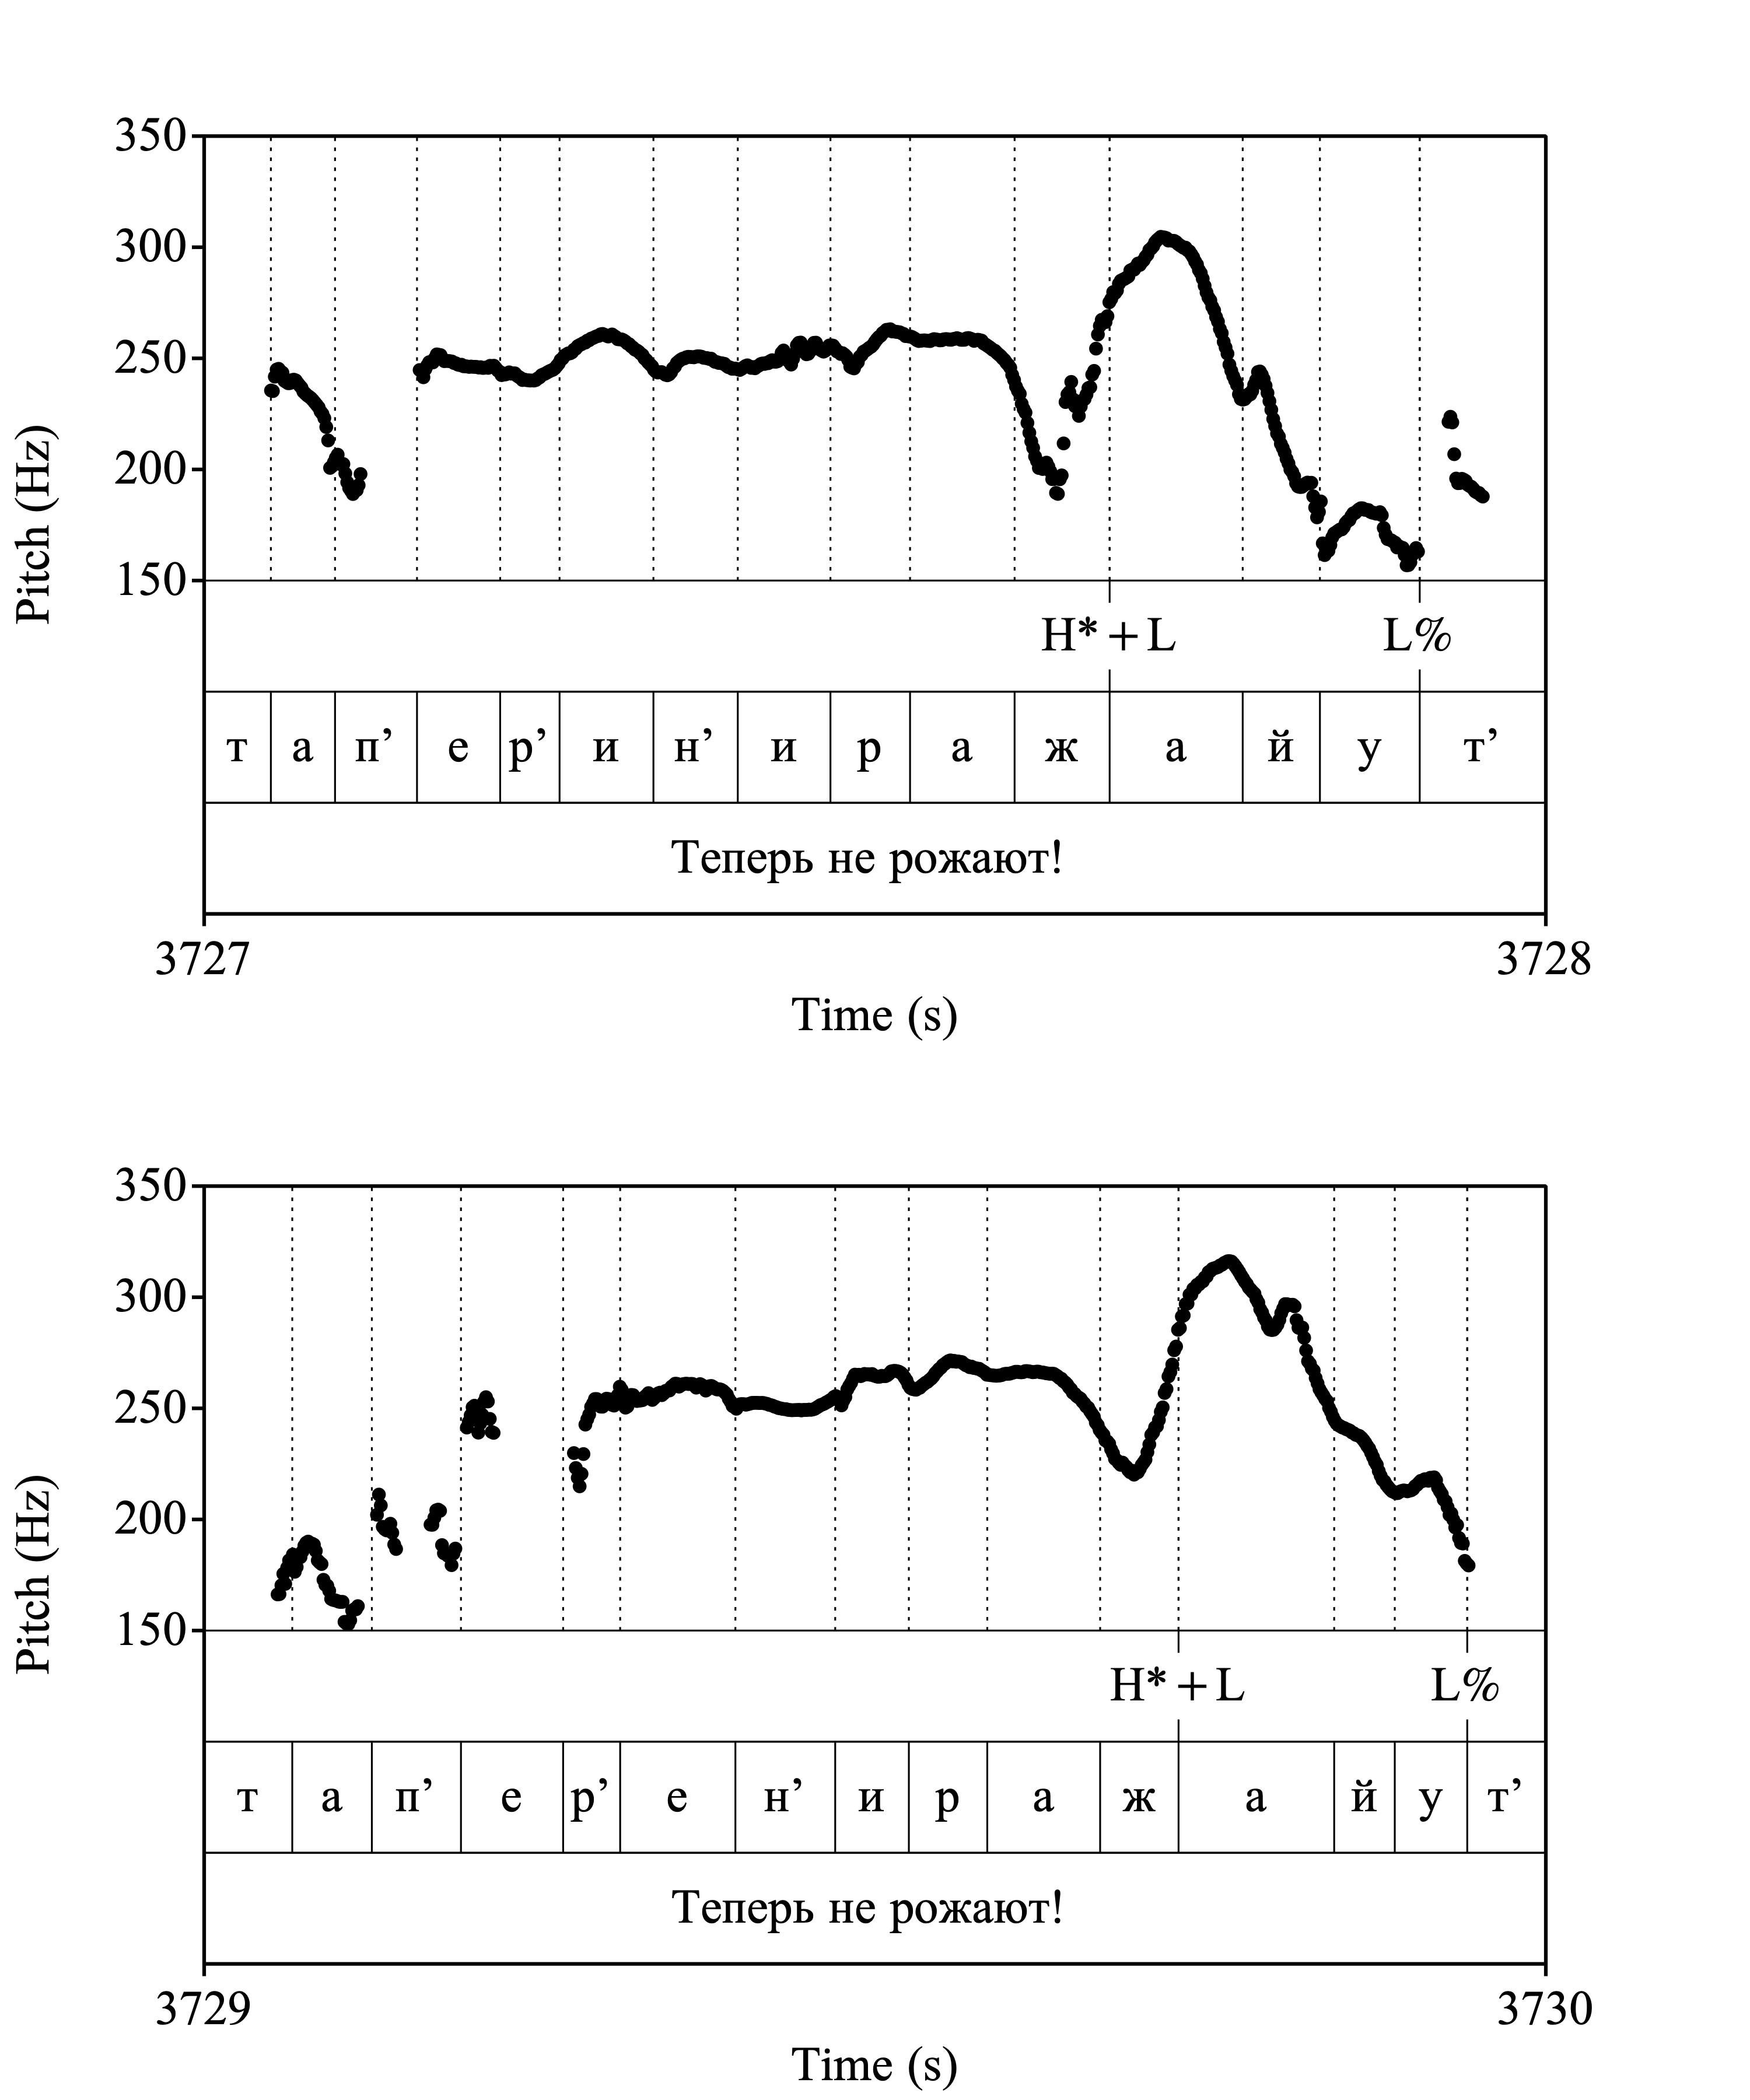 350
300
250
200
150
Pitch (Hz)
H* + L L%
т а п’ е р’ и н’ и р а ж а й у т’
Теперь не рожают!
3727 3728
Time (s)
350
300
250
200
150
Pitch (Hz)
H* + L L%
т а п’ е р’ е н’ и р а ж а й у т’
Теперь не рожают!
3729 3730
Time (s)